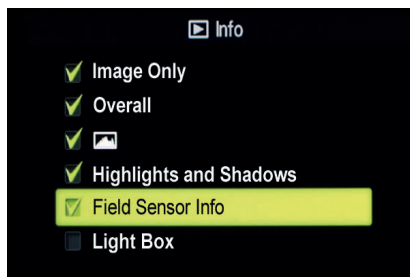 Info
Image Only
Overall
Highlights and Shadows
Field Sensor Info
Light Box